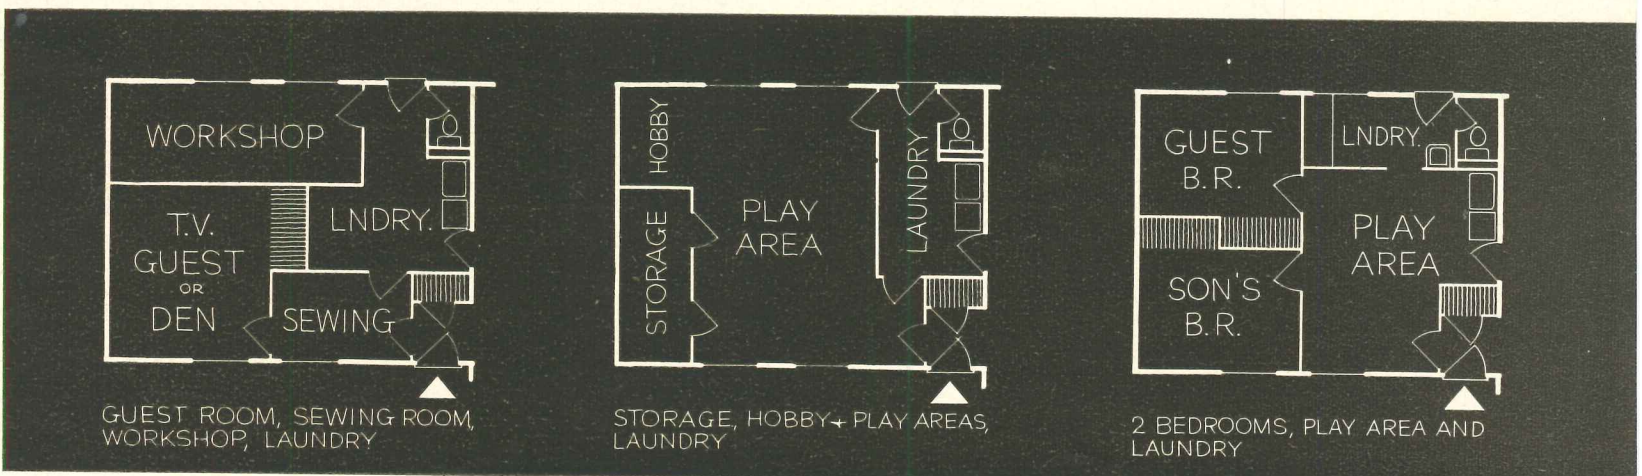 WORKSHOP
T.V.
GUEST
OR
DEN
LNDRY.
SEWING
GUEST ROOM, SEWING ROOM,
WORKSHOP, LAUNDRY
HOBBY
STORAGE
PLAY
AREA
LAUNDRY
STORAGE, HOBBY + PLAY AREAS,
LAUNDRY
GUEST
B.R.
LNDRY.
PLAY
AREA
SON'S
B.R.
2 BEDROOMS, PLAY AREA AND
LAUNDRY